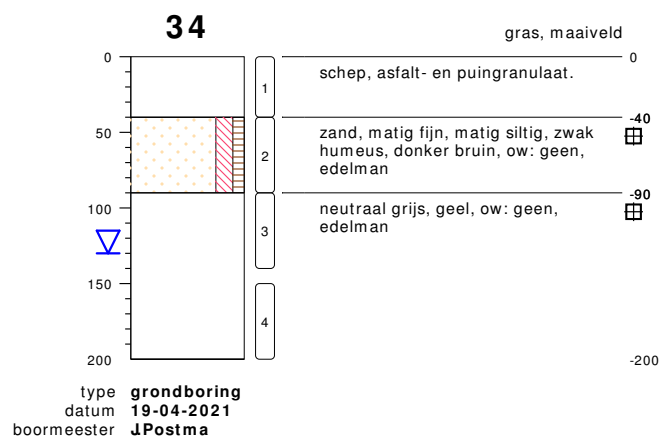 34
gras, maaiveld
0
0
schep, asfalt- en puingranulaat.
1
-40
50
zand, matig fijn, matig siltig, zwak
humeus, donker bruin, ow: geen,
edelman
2
-90
100
neutraal grijs, geel, ow: geen,
edelman
3
150
4
200
-200
type grondboring
datum 19-04-2021
boormeester J.Postma